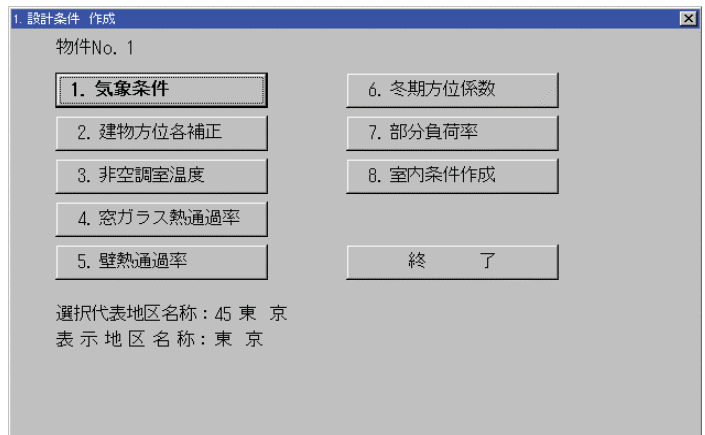 1. 設計条件 作成
物件No. 1
1. 気象条件
2. 建物方位各補正
3. 非空調室温度
4. 窓ガラス熱通過率
5. 壁熱通過率
6. 冬期方位係数
7. 部分負荷率
8. 室内条件作成
終 了
選択代表地区名称：45 東 京
表 示 地 区 名 称：東 京